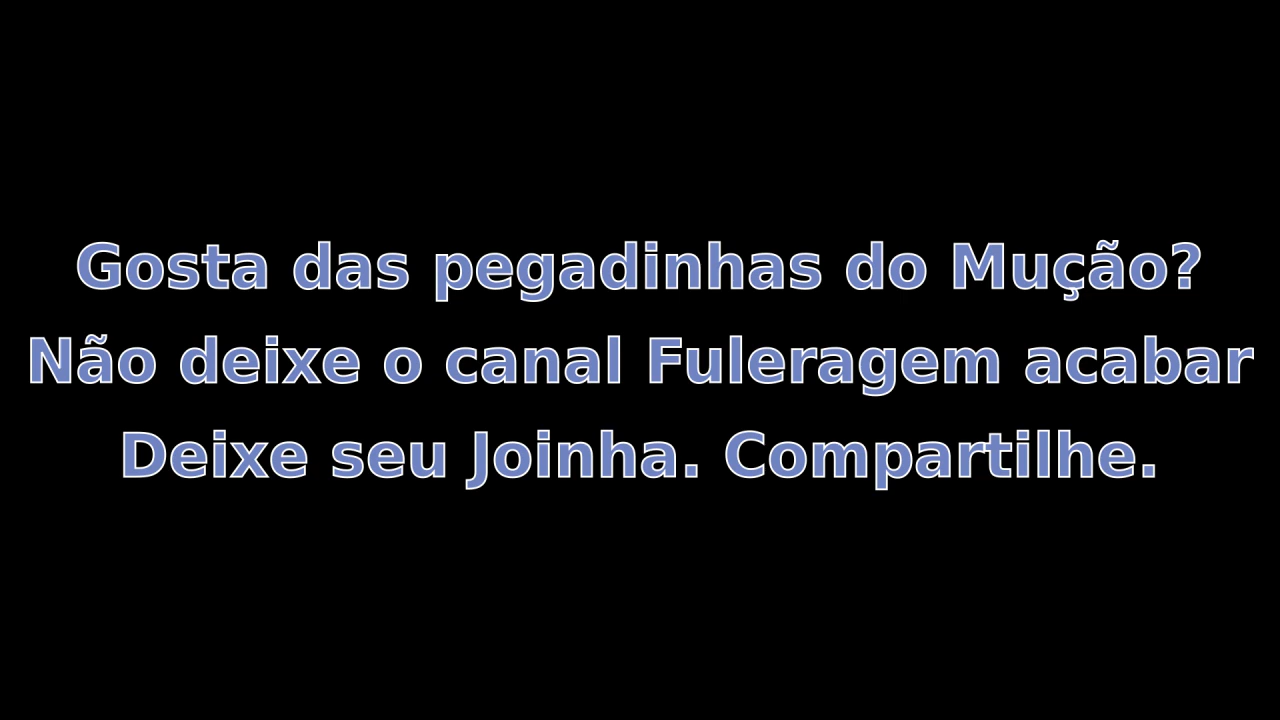 Gosta das pegadinhas do Mução?
Não deixe o canal Fuleragem acabar
Deixe seu Joinha. Compartilhe.